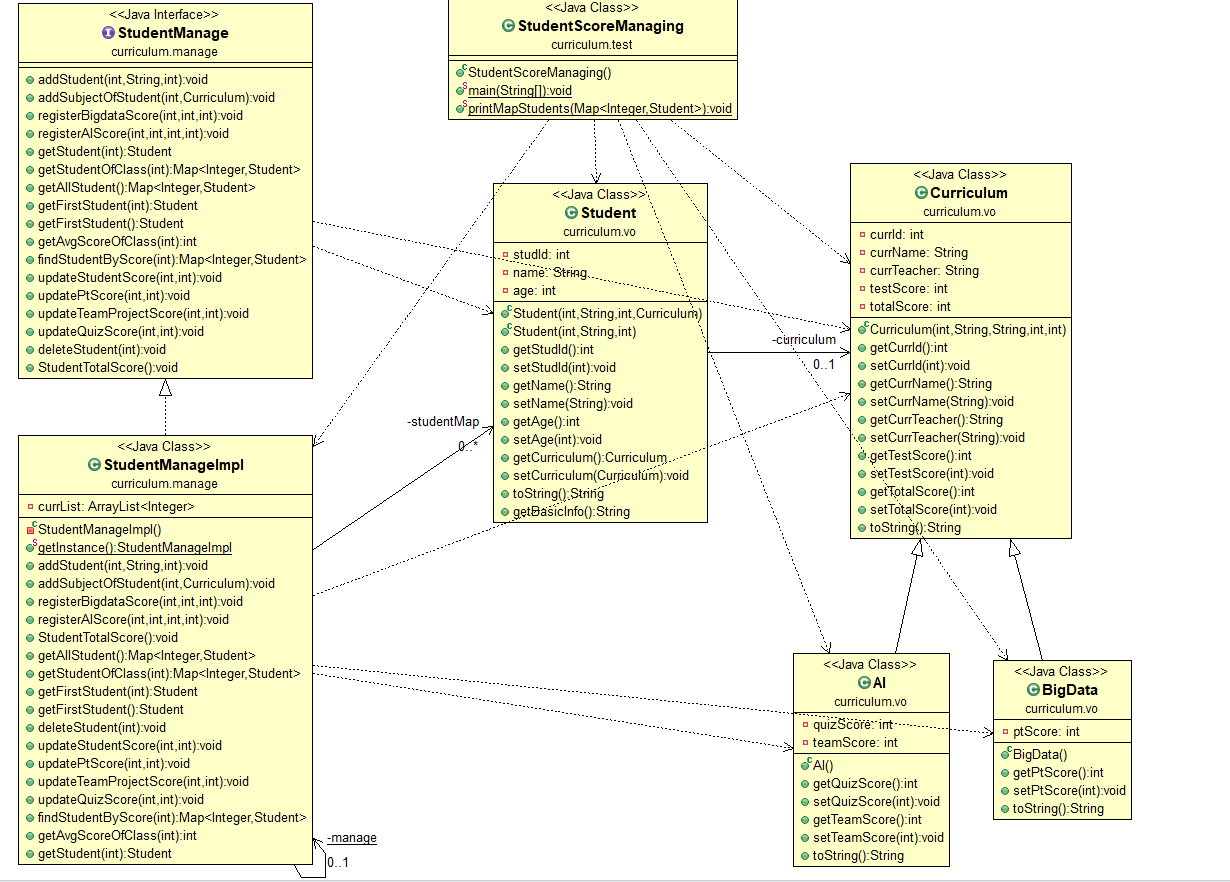 <<Java Interface>>
StudentManage
curriculum.manage
addStudent(int,String,int):void
addSubjectOfStudent(int,Curriculum):void
registerBigdataScore(int,int,int):void
registerAIScore(int,int,int,int):void
getStudent(int):Student
getStudentOfClass(int):Map<Integer,Student>
getAllStudent():Map<Integer,Student>
getFirstStudent(int):Student
getFirstStudent():Student
getAvgScoreOfClass(int):int
findStudentByScore(int):Map<Integer,Student>
updateStudentScore(int,int):void
updatePtScore(int,int):void
updateTeamProjectScore(int,int):void
updateQuizScore(int,int):void
deleteStudent(int):void
StudentTotalScore():void
<<Java Class>>
StudentScoreManaging
curriculum.test
StudentScoreManaging()
main(String[]):void
printMapStudents(Map<Integer,Student>):void
<<Java Class>>
Student
curriculum.vo
studId: int
name: String
age: int
Student(int,String,int,Curriculum)
Student(int,String,int)
getStudId():int
setStudId(int):void
getName():String
setName(String):void
getAge():int
setAge(int):void
getCurriculum():Curriculum
setCurriculum(Curriculum):void
toString():String
getBasicInfo():String
-curriculum
0..1
<<Java Class>>
Curriculum
curriculum.vo
currId: int
currName: String
currTeacher: String
testScore: int
totalScore: int
Curriculum(int,String,String,int,int)
getCurrId():int
setCurrId(int):void
getCurrName():String
setCurrName(String):void
getCurrTeacher():String
setCurrTeacher(String):void
getTestScore():int
setTestScore(int):void
getTotalScore():int
setTotalScore(int):void
toString():String
-studentMap
0..*
<<Java Class>>
StudentManageImpl
curriculum.manage
currList: ArrayList<Integer>
StudentManageImpl()
getInstance():StudentManageImpl
addStudent(int,String,int):void
addSubjectOfStudent(int,Curriculum):void
registerBigdataScore(int,int,int):void
registerAIScore(int,int,int,int):void
StudentTotalScore():void
getAllStudent():Map<Integer,Student>
getStudentOfClass(int):Map<Integer,Student>
getFirstStudent(int):Student
getFirstStudent():Student
deleteStudent(int):void
updateStudentScore(int,int):void
updatePtScore(int,int):void
updateTeamProjectScore(int,int):void
updateQuizScore(int,int):void
findStudentByScore(int):Map<Integer,Student>
getAvgScoreOfClass(int):int
getStudent(int):Student
-manage
0..1
<<Java Class>>
AI
curriculum.vo
quizScore: int
teamScore: int
AI()
getQuizScore():int
setQuizScore(int):void
getTeamScore():int
setTeamScore(int):void
toString():String
<<Java Class>>
BigData
curriculum.vo
ptScore: int
BigData()
getPtScore():int
setPtScore(int):void
toString():String